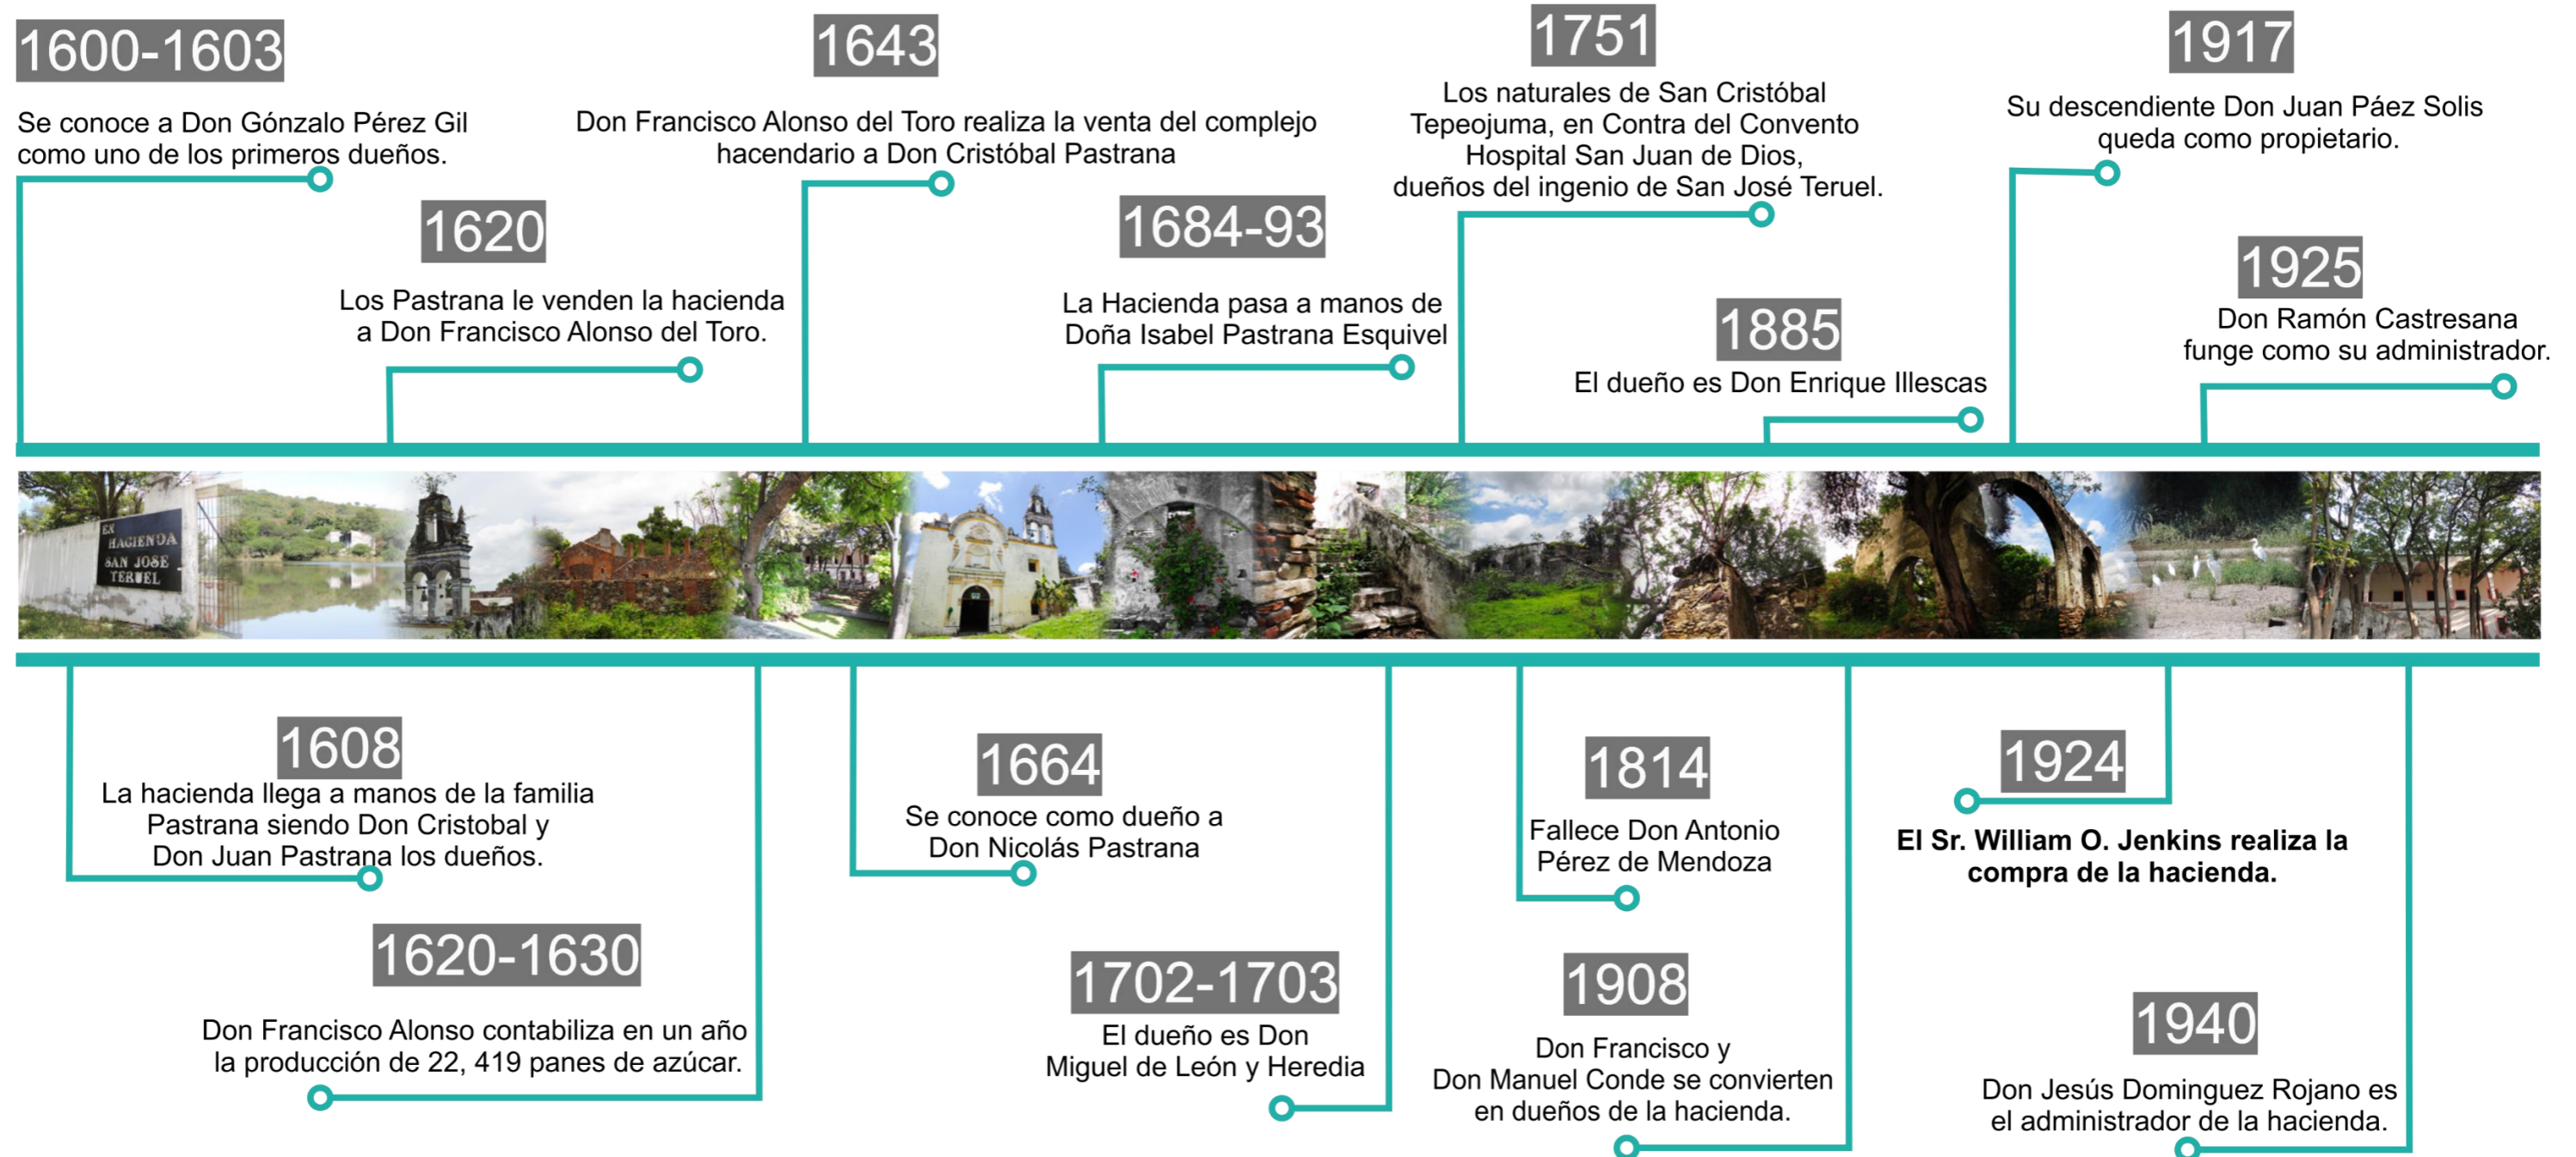 1600-1603
Se conoce a Don Gónzalo Pérez Gil
como uno de los primeros dueños.
1620
Los Pastrana le venden la hacienda
a Don Francisco Alonso del Toro.
1643
Don Francisco Alonso del Toro realiza la venta del complejo
hacendario a Don Cristóbal Pastrana
1684-93
La Hacienda pasa a manos de
Doña Isabel Pastrana Esquivel
1751
Los naturales de San Cristóbal
Tepeojuma, en Contra del Convento
Hospital San Juan de Dios,
dueños del ingenio de San José Teruel.
1885
El dueño es Don Enrique Illescas
1917
Su descendiente Don Juan Páez Solis
queda como propietario.
1925
Don Ramón Castresana
funge como su administrador.
EX
HACIENDA
SAN JOSE
TERUEL
1608
La hacienda llega a manos de la familia
Pastrana siendo Don Cristobal y
Don Juan Pastrana los dueños.
1620-1630
Don Francisco Alonso contabiliza en un año
la producción de 22, 419 panes de azúcar.
1664
Se conoce como dueño a
Don Nicolás Pastrana
1702-1703
El dueño es Don
Miguel de León y Heredia
1814
Fallece Don Antonio
Pérez de Mendoza
1908
Don Francisco y
Don Manuel Conde se convierten
en dueños de la hacienda.
1924
El Sr. William O. Jenkins realiza la
compra de la hacienda.
1940
Don Jesús Dominguez Rojano es
el administrador de la hacienda.